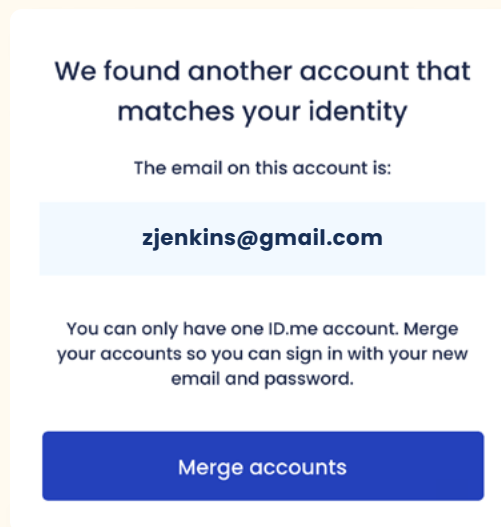 We found another account that
matches your identity
The email on this account is:
zjenkins@gmail.com
You can only have one ID.me account. Merge
your accounts so you can sign in with your new
email and password.
Merge accounts